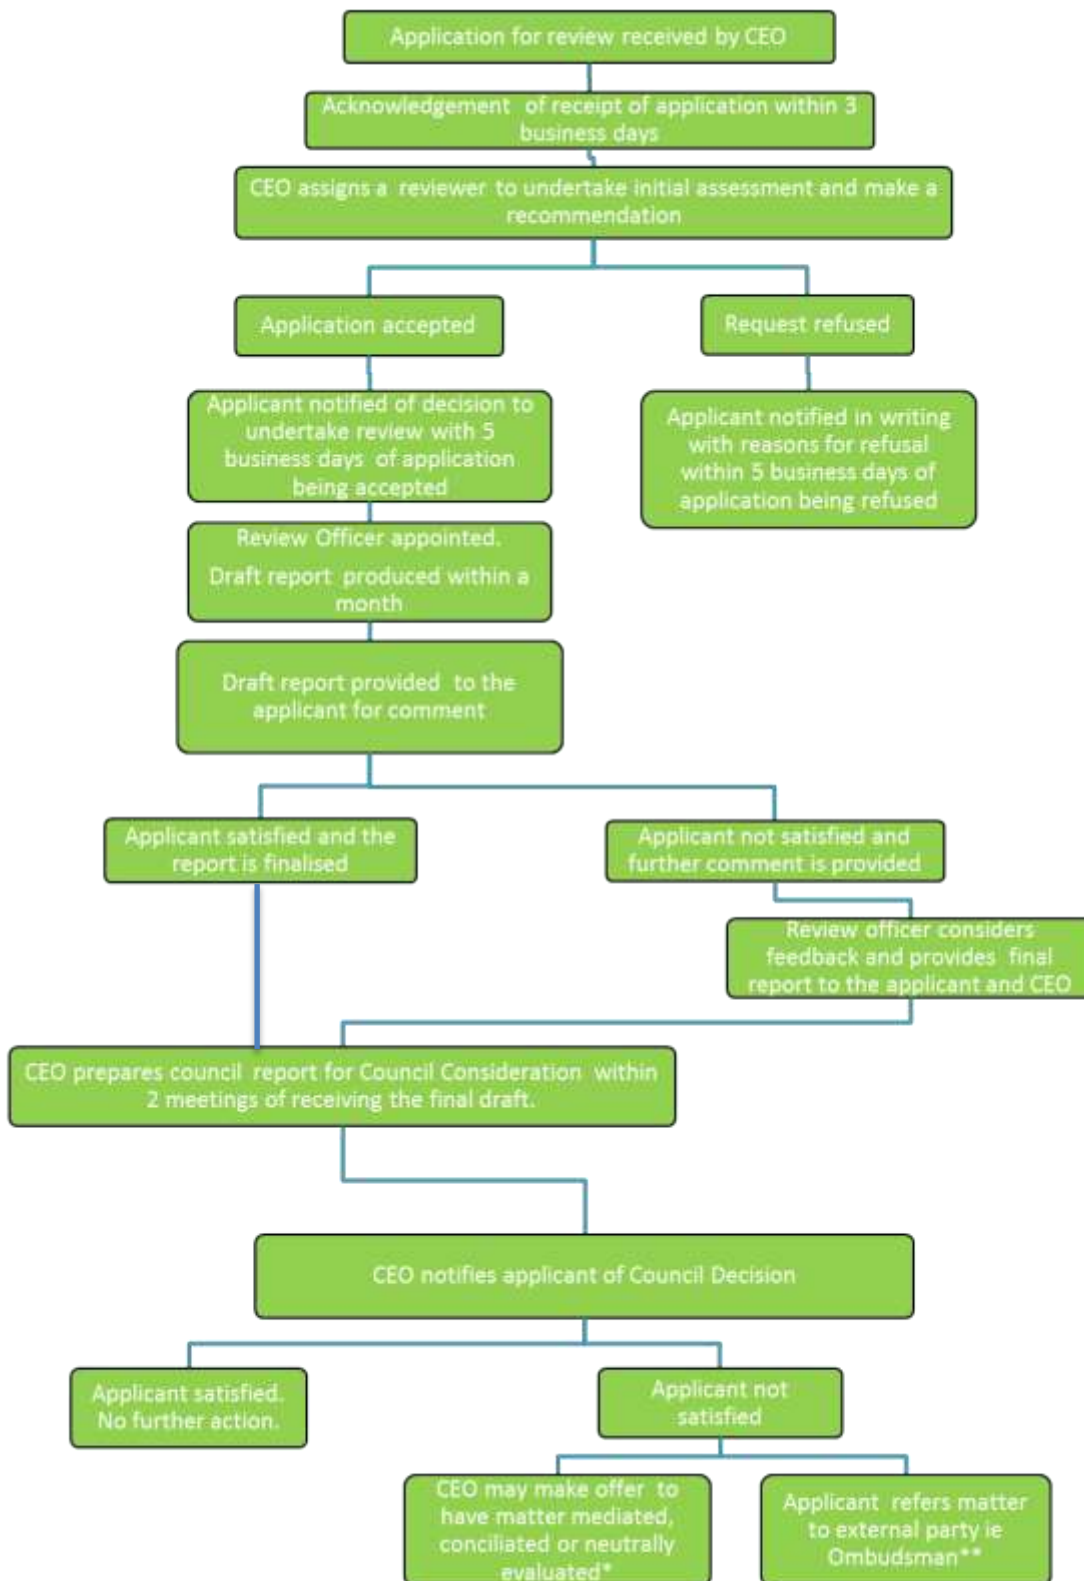 Application for review received by CEO
Acknowledgement of receipt of application within 3
business days
CEO assigns a reviewer to undertake initial assessment and make a
recommendation
Application accepted
Request refused
Applicant notified of decision to
undertake review with 5
business days of application
being accepted
Applicant notified in writing
with reasons for refusal
within 5 business days of
application being refused
Review Officer appointed.
Draft report produced within a
month
Draft report provided to the
applicant for comment
Applicant satisfied and the
report is finalised
Applicant not satisfied and
further comment is provided
Review officer considers
feedback and provides final
report to the applicant and CEO
CEO prepares council report for Council Consideration within
2 meetings of receiving the final draft.
CEO notifies applicant of Council Decision
Applicant satisfied.
No further action.
Applicant not
satisfied
CEO may make offer to
have matter mediated,
conciliated or neutrally
evaluated*
Applicant refers matter
to external party ie
Ombudsman**